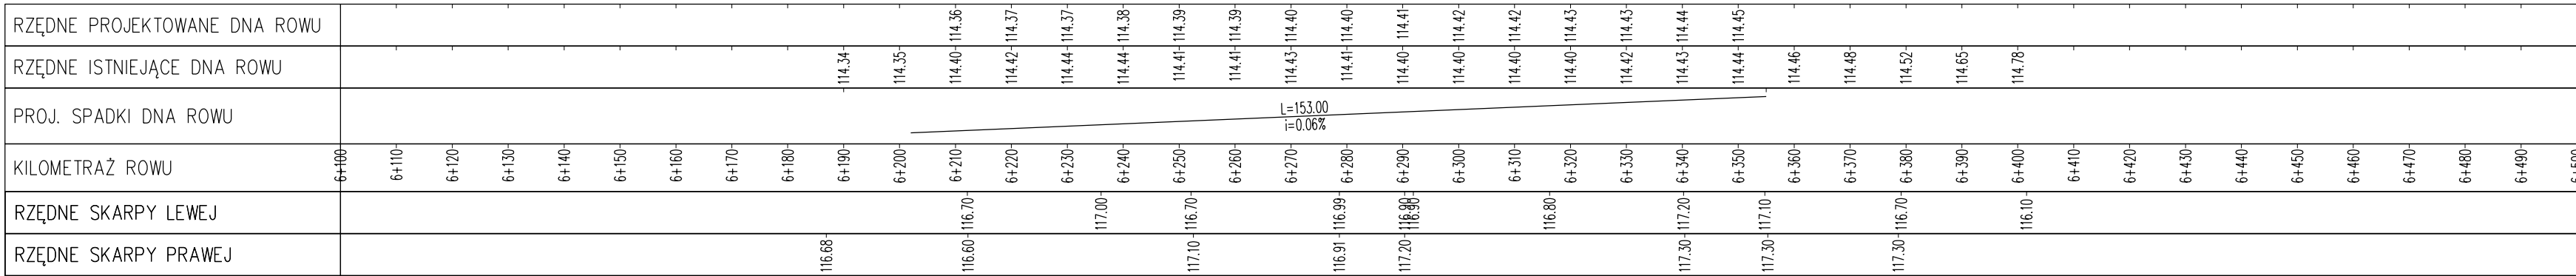 RZĘDNE PROJEKTOWANE DNA ROWU 114.36 114.37 114.37 114.38 114.39 114.39 114.40 114.40 114.41 114.42 114.42 114.43 114.43 114.44 114.45
RZĘDNE ISTNIEJĄCE DNA ROWU 114.34 114.35 114.40 114.42 114.44 114.44 114.41 114.41 114.43 114.41 114.40 114.40 114.40 114.40 114.42 114.43 114.44 114.46 114.48 114.52 114.65 114.78
PROJ. SPADKI DNA ROWU
L=153.00
i=0.06%
KILOMETRAŻ ROWU 6+100 6+110 6+120 6+130 6+140 6+150 6+160 6+170 6+180 6+190 6+200 6+210 6+220 6+230 6+240 6+250 6+260 6+270 6+280 6+290 6+300 6+310 6+320 6+330 6+340 6+350 6+360 6+370 6+380 6+390 6+400 6+410 6+420 6+430 6+440 6+450 6+460 6+470 6+480 6+490
RZĘDNE SKARPY LEWEJ 116.70 117.00 116.70 116.99 116.90 116.90 116.80 117.20 117.10 116.70 116.10
RZĘDNE SKARPY PRAWEJ 116.68 116.60 117.10 116.91 117.20 117.30 117.30 117.30